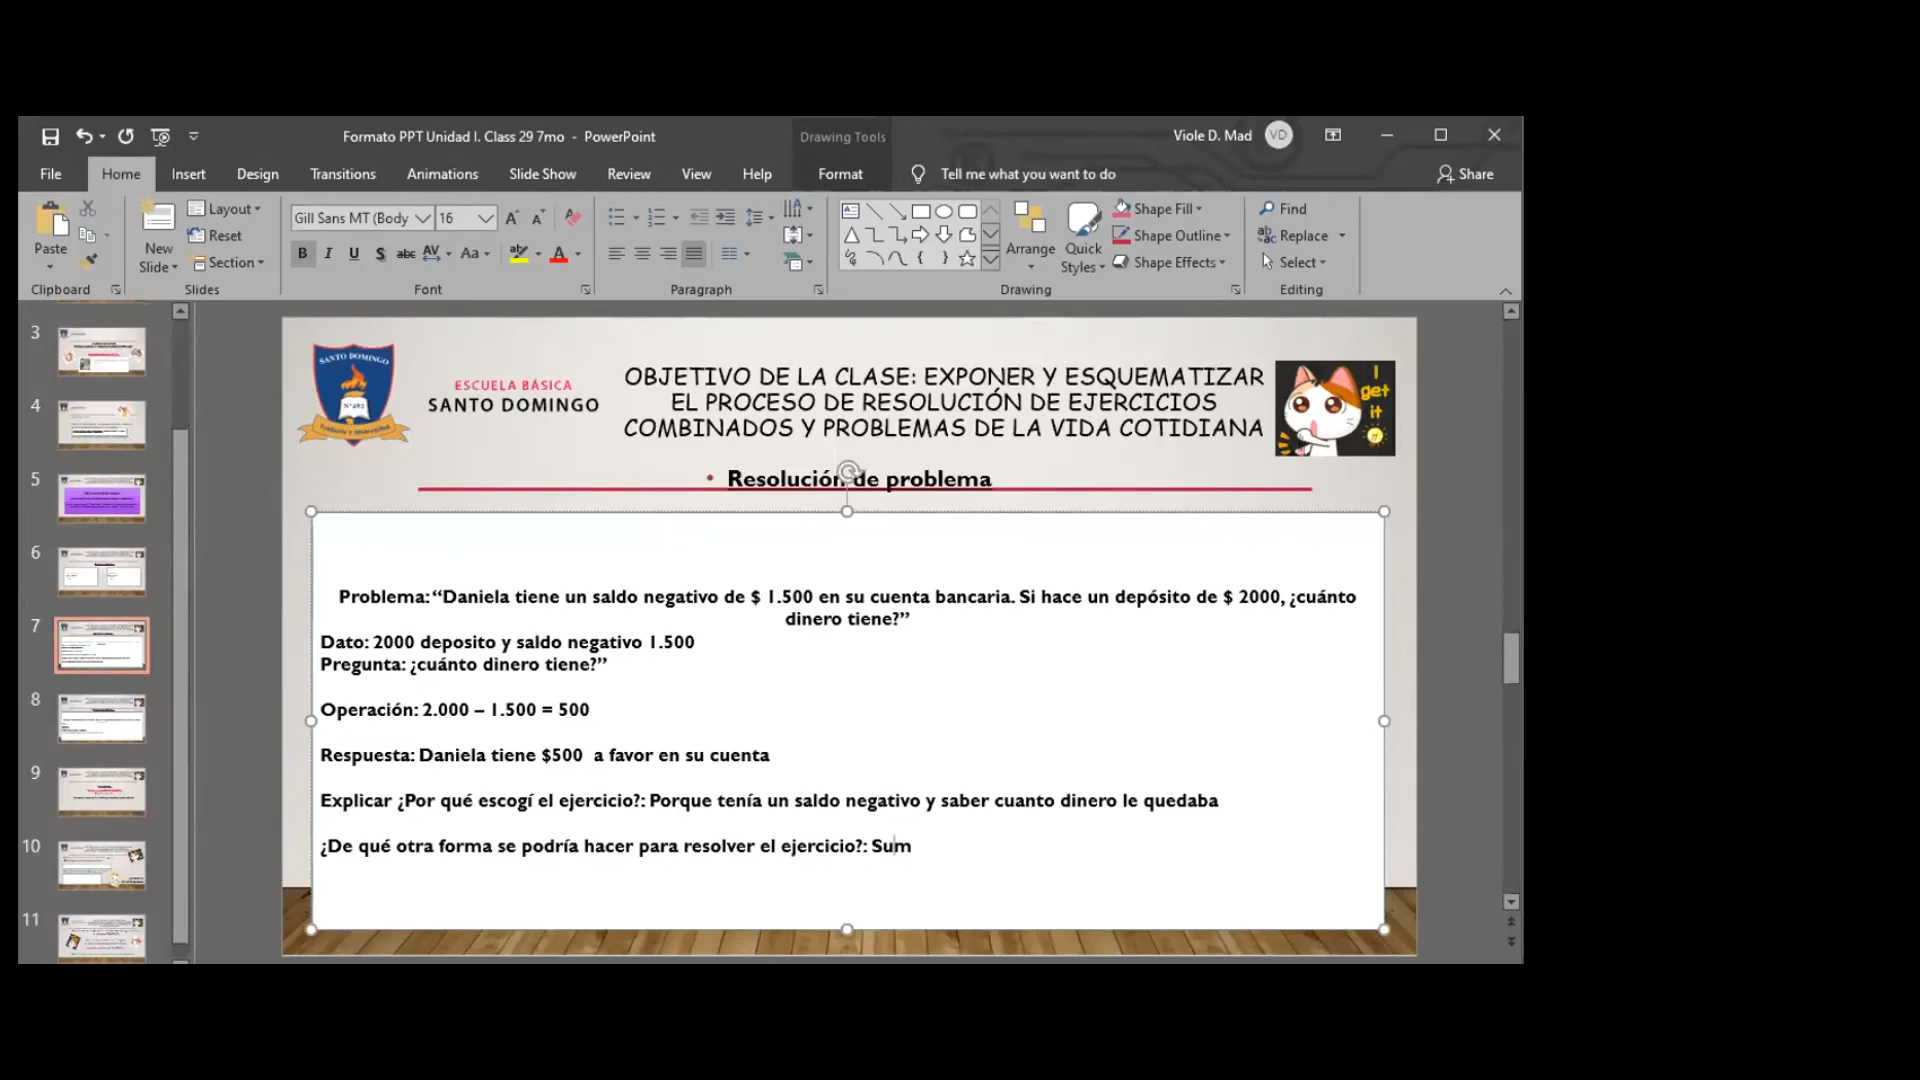 Formato PPT Unidad I. Class 29 7mo - PowerPoint
Drawing Tools
Viole D. Mad
VD
File Home Insert Design Transitions Animations Slide Show Review View Help Format Tell me what you want to do Share
Paste
Clipboard
New Slide
Layout
Reset
Section
Slides
Gill Sans MT (Body 16
B I U S abc AV Aa A
Font
Paragraph
Arrange
Quick Styles
Shape Fill
Shape Outline
Shape Effects
Drawing
Find
Replace
Select
Editing
3
4
5
6
7
8
9
10
11
SANTO DOMINGO
ESCUELA BÁSICA
SANTO DOMINGO
OBJETIVO DE LA CLASE: EXPONER Y ESQUEMATIZAR
EL PROCESO DE RESOLUCIÓN DE EJERCICIOS
COMBINADOS Y PROBLEMAS DE LA VIDA COTIDIANA
I
get
it
• Resolución de problema
Problema: “Daniela tiene un saldo negativo de $ 1.500 en su cuenta bancaria. Si hace un depósito de $ 2000, ¿cuánto
dinero tiene?”
Dato: 2000 deposito y saldo negativo 1.500
Pregunta: ¿cuánto dinero tiene?”
Operación: 2.000 – 1.500 = 500
Respuesta: Daniela tiene $500 a favor en su cuenta
Explicar ¿Por qué escogí el ejercicio?: Porque tenía un saldo negativo y saber cuanto dinero le quedaba
¿De qué otra forma se podría hacer para resolver el ejercicio?: Sum